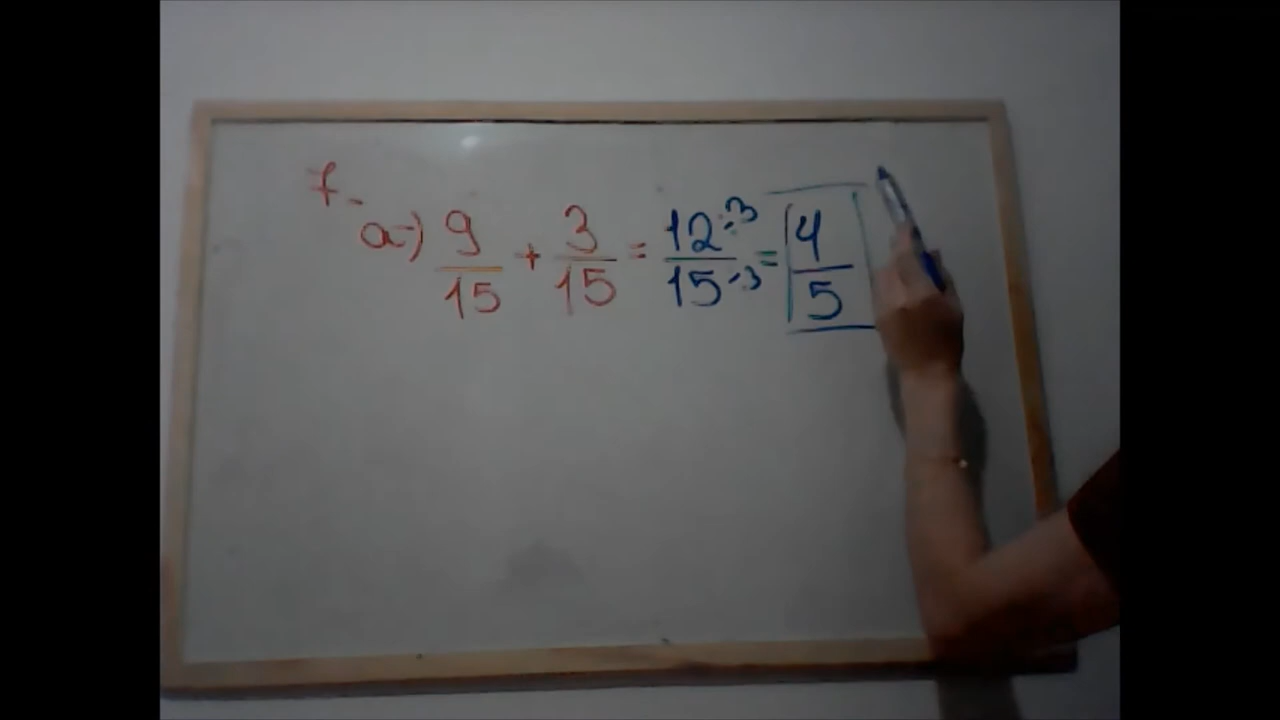 7-
a-) 9/15 + 3/15 = 12:3/15:3 = 4/5